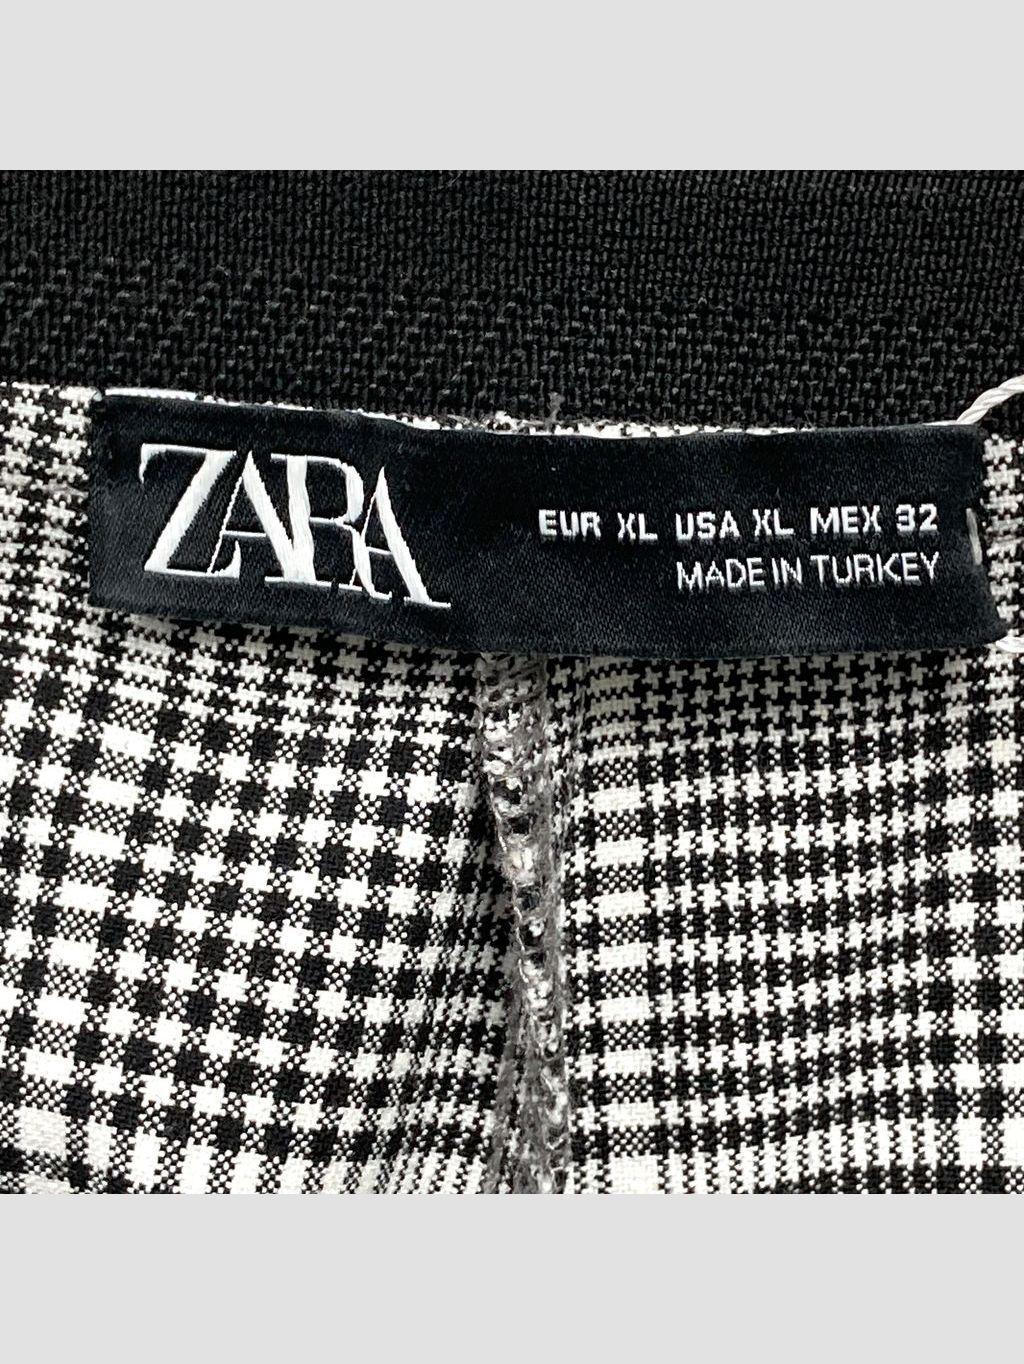 ZARA
EUR XL USA XL MEX 32
MADE IN TURKEY